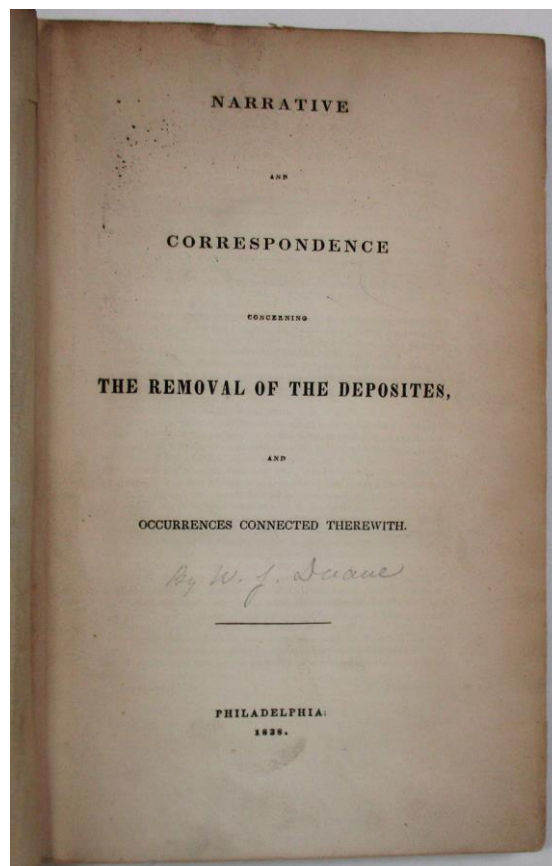 NARRATIVE
AND
CORRESPONDENCE
CONCERNING
THE REMOVAL OF THE DEPOSITES,
AND
OCCURRENCES CONNECTED THEREWITH.
By W. J. Duane
PHILADELPHIA:
1838.